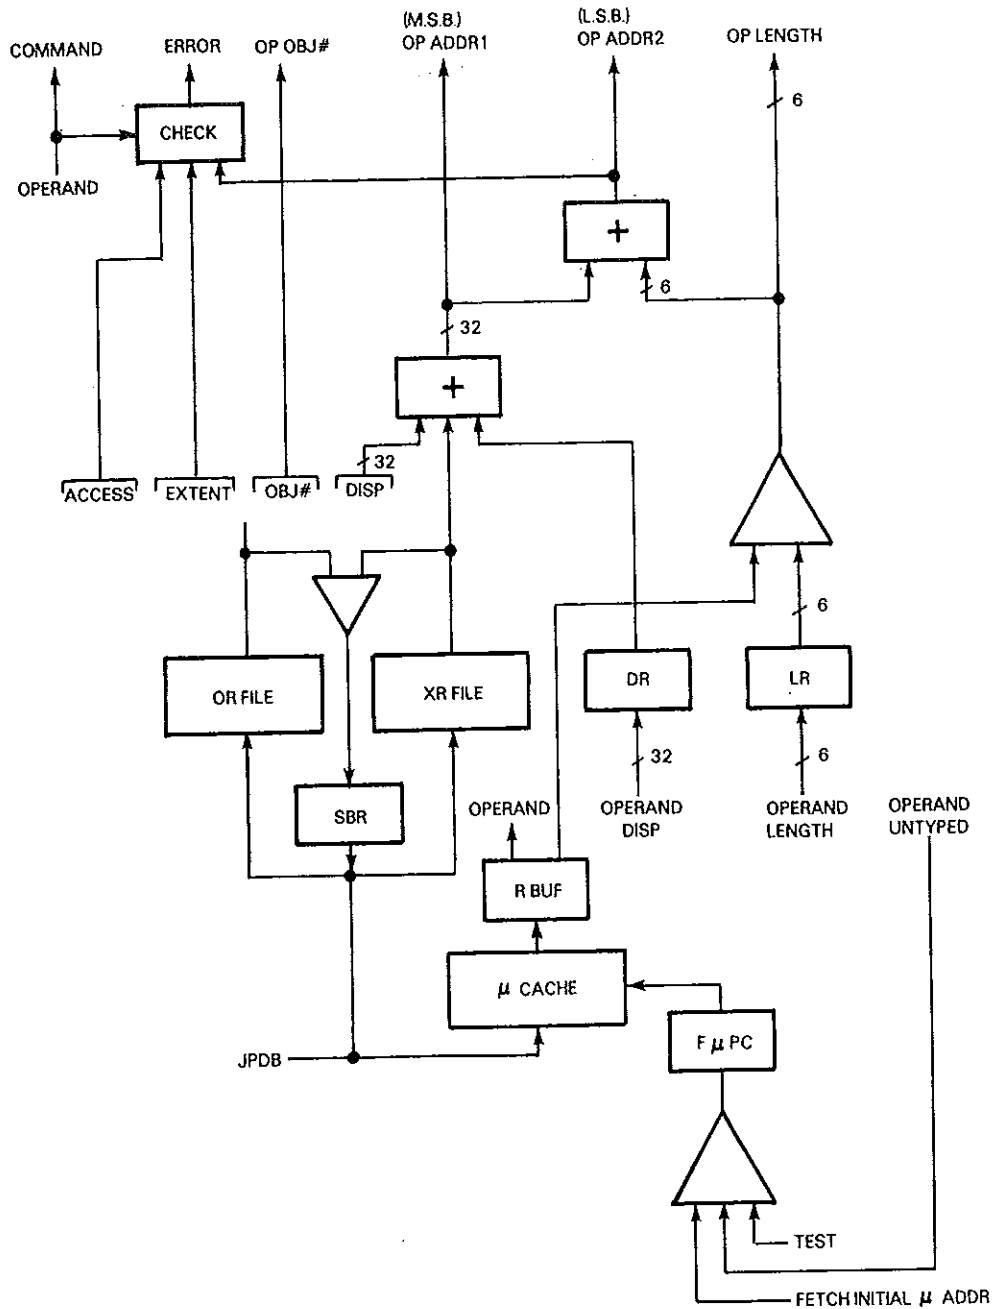 (M.S.B.)
OP ADDR1
(L.S.B.)
OP ADDR2
COMMAND
ERROR
OP OBJ#
OP LENGTH
6
CHECK
OPERAND
+
6
32
+
32
ACCESS
EXTENT
OBJ#
DISP
6
OR FILE
XR FILE
DR
LR
32
6
SBR
OPERAND
OPERAND
DISP
OPERAND
LENGTH
OPERAND
UNTYPED
R BUF
μ CACHE
F μ PC
JPDB
TEST
FETCH INITIAL μ ADDR